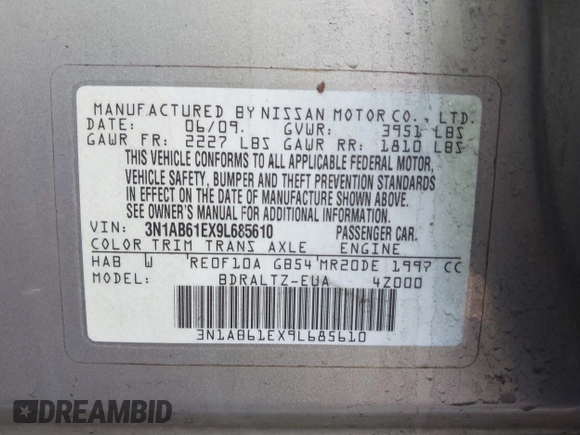 MANUFACTURED BY NISSAN MOTOR CO., LTD.
DATE: 06/09. GVWR: 3951 LBS
GAWR FR: 2227 LBS GAWR RR: 1810 LBS
THIS VEHICLE CONFORMS TO ALL APPLICABLE FEDERAL MOTOR
VEHICLE SAFETY, BUMPER AND THEFT PREVENTION STANDARDS
IN EFFECT ON THE DATE OF MANUFACTURE SHOWN ABOVE.
SEE OWNER'S MANUAL FOR ADDITIONAL INFORMATION.
VIN: 3N1AB61EX9L685610 PASSENGER CAR.
COLOR TRIM TRANS AXLE ENGINE
HAB W RE0F10A GB54 MR20DE 1997 CC
MODEL: BDRALTZ-EUA 4Z000
3N1AB61EX9L685610
DREAMBID